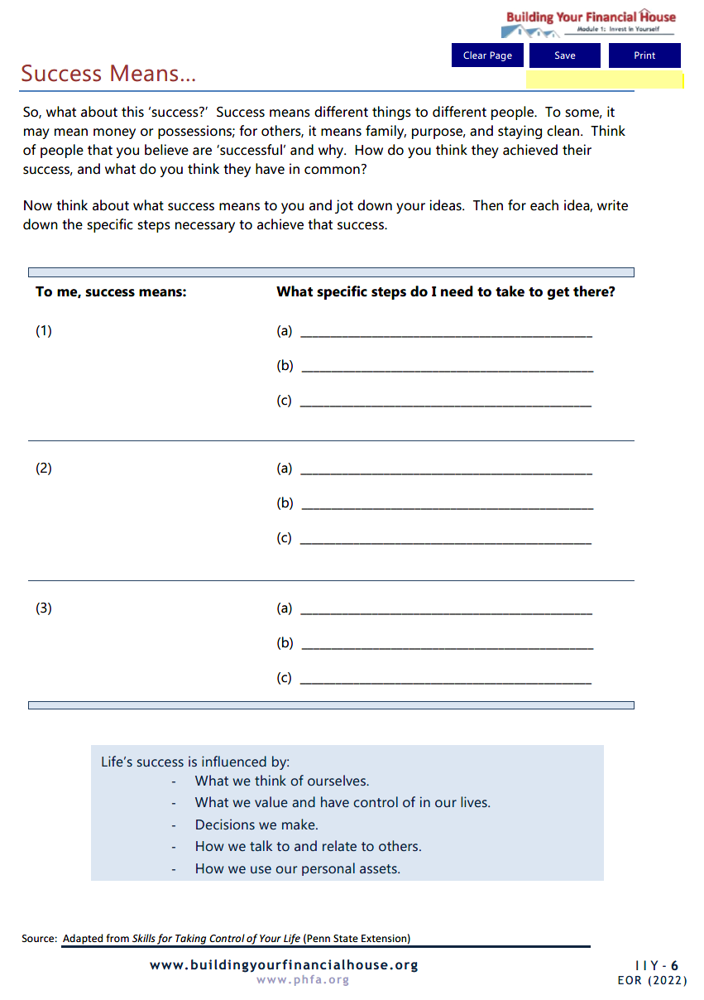 Building Your Financial House
Module 1: Invest in Yourself
Clear Page Save Print
Success Means...
So, what about this ‘success?’ Success means different things to different people. To some, it
may mean money or possessions; for others, it means family, purpose, and staying clean. Think
of people that you believe are ‘successful’ and why. How do you think they achieved their
success, and what do you think they have in common?
Now think about what success means to you and jot down your ideas. Then for each idea, write
down the specific steps necessary to achieve that success.
To me, success means: What specific steps do I need to take to get there?
(1) (a) ___________________________________________
(b) ___________________________________________
(c) ___________________________________________
(2) (a) ___________________________________________
(b) ___________________________________________
(c) ___________________________________________
(3) (a) ___________________________________________
(b) ___________________________________________
(c) ___________________________________________
Life’s success is influenced by:
- What we think of ourselves.
- What we value and have control of in our lives.
- Decisions we make.
- How we talk to and relate to others.
- How we use our personal assets.
Source: Adapted from Skills for Taking Control of Your Life (Penn State Extension)
www.buildingyourfinancialhouse.org IIY - 6
www.phfa.org EOR (2022)